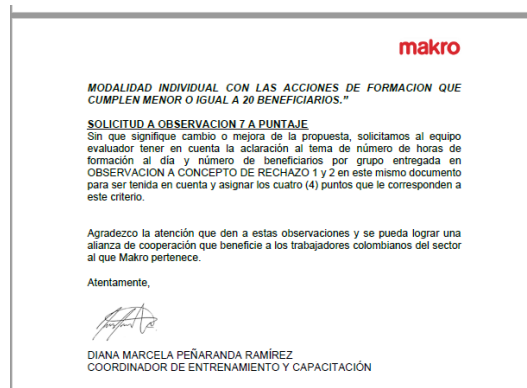 makro
MODALIDAD INDIVIDUAL CON LAS ACCIONES DE FORMACION QUE
CUMPLEN MENOR O IGUAL A 20 BENEFICIARIOS.”
SOLICITUD A OBSERVACION 7 A PUNTAJE
Sin que signifique cambio o mejora de la propuesta, solicitamos al equipo
evaluador tener en cuenta la aclaración al tema de número de horas de
formación al día y número de beneficiarios por grupo entregada en
OBSERVACION A CONCEPTO DE RECHAZO 1 y 2 en este mismo documento
para ser tenida en cuenta y asignar los cuatro (4) puntos que le corresponden a
este criterio.
Agradezco la atención que den a estas observaciones y se pueda lograr una
alianza de cooperación que beneficie a los trabajadores colombianos del sector
al que Makro pertenece.
Atentamente,
DIANA MARCELA PEÑARANDA RAMÍREZ
COORDINADOR DE ENTRENAMIENTO Y CAPACITACIÓN